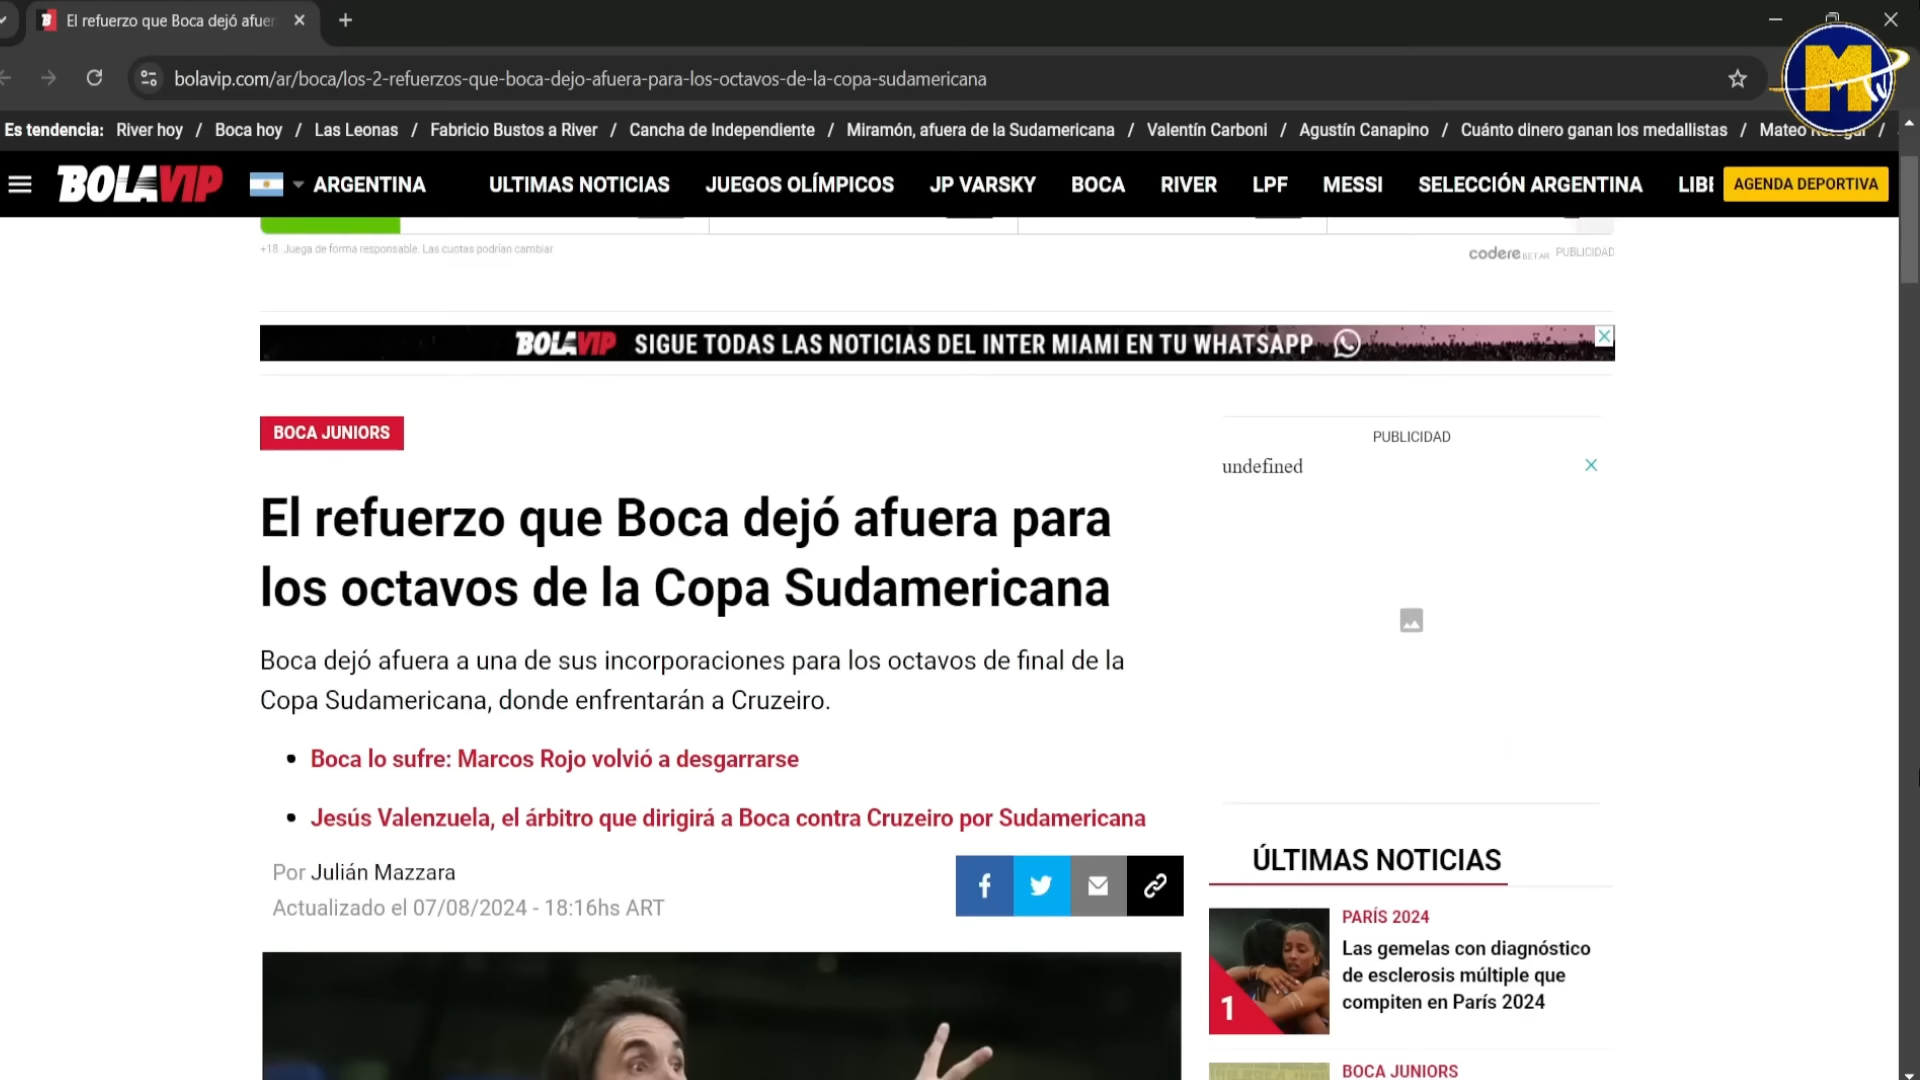 El refuerzo que Boca dejó afuer
bolavip.com/ar/boca/los-2-refuerzos-que-boca-dejo-afuera-para-los-octavos-de-la-copa-sudamericana
M
TV
Es tendencia: River hoy / Boca hoy / Las Leonas / Fabricio Bustos a River / Cancha de Independiente / Miramón, afuera de la Sudamericana / Valentín Carboni / Agustín Canapino / Cuánto dinero ganan los medallistas / Mateo /
BOLAVIP ARGENTINA ULTIMAS NOTICIAS JUEGOS OLÍMPICOS JP VARSKY BOCA RIVER LPF MESSI SELECCIÓN ARGENTINA LIBE AGENDA DEPORTIVA
+18. Juega de forma responsable. Las cuotas podrían cambiar.
codere BET.AR PUBLICIDAD
BOLAVIP SIGUE TODAS LAS NOTICIAS DEL INTER MIAMI EN TU WHATSAPP
BOCA JUNIORS
El refuerzo que Boca dejó afuera para
los octavos de la Copa Sudamericana
Boca dejó afuera a una de sus incorporaciones para los octavos de final de la
Copa Sudamericana, donde enfrentarán a Cruzeiro.
• Boca lo sufre: Marcos Rojo volvió a desgarrarse
• Jesús Valenzuela, el árbitro que dirigirá a Boca contra Cruzeiro por Sudamericana
Por Julián Mazzara
Actualizado el 07/08/2024 - 18:16hs ART
PUBLICIDAD
undefined
ÚLTIMAS NOTICIAS
1
PARÍS 2024
Las gemelas con diagnóstico
de esclerosis múltiple que
compiten en París 2024
BOCA JUNIORS